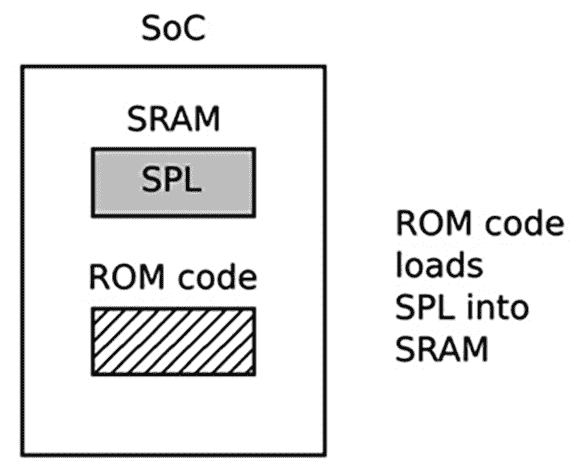 SoC
SRAM
SPL
ROM code
ROM code
loads
SPL into
SRAM